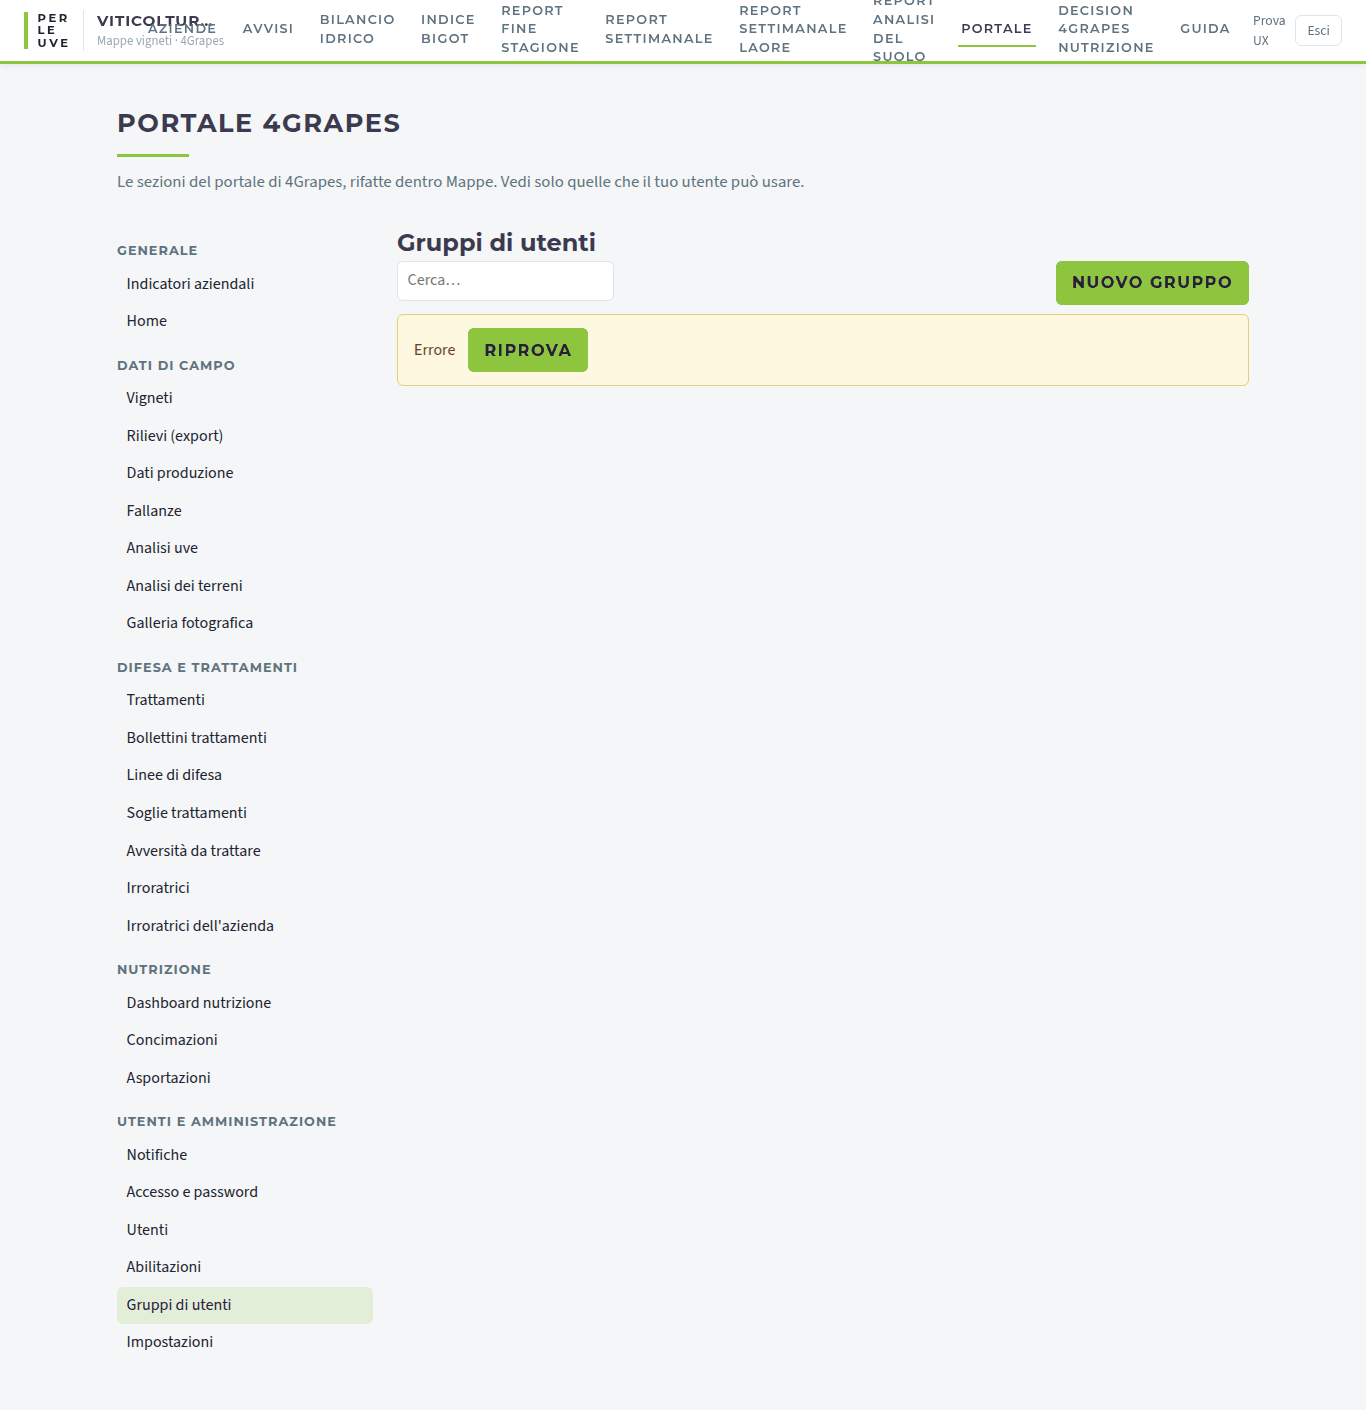 PER
LE
UVE
VITICOLTUR…
Mappe vigneti · 4Grapes
AZIENDE
AVVISI
BILANCIO
IDRICO
INDICE
BIGOT
REPORT
FINE
STAGIONE
REPORT
SETTIMANALE
REPORT
SETTIMANALE
LAORE
REPORT
ANALISI
DEL
SUOLO
PORTALE
DECISION
4GRAPES
NUTRIZIONE
GUIDA
Prova
UX
Esci
PORTALE 4GRAPES
Le sezioni del portale di 4Grapes, rifatte dentro Mappe. Vedi solo quelle che il tuo utente può usare.
GENERALE
Indicatori aziendali
Home
DATI DI CAMPO
Vigneti
Rilievi (export)
Dati produzione
Fallanze
Analisi uve
Analisi dei terreni
Galleria fotografica
DIFESA E TRATTAMENTI
Trattamenti
Bollettini trattamenti
Linee di difesa
Soglie trattamenti
Avversità da trattare
Irroratrici
Irroratrici dell'azienda
NUTRIZIONE
Dashboard nutrizione
Concimazioni
Asportazioni
UTENTI E AMMINISTRAZIONE
Notifiche
Accesso e password
Utenti
Abilitazioni
Gruppi di utenti
Impostazioni
Gruppi di utenti
Cerca…
NUOVO GRUPPO
Errore
RIPROVA